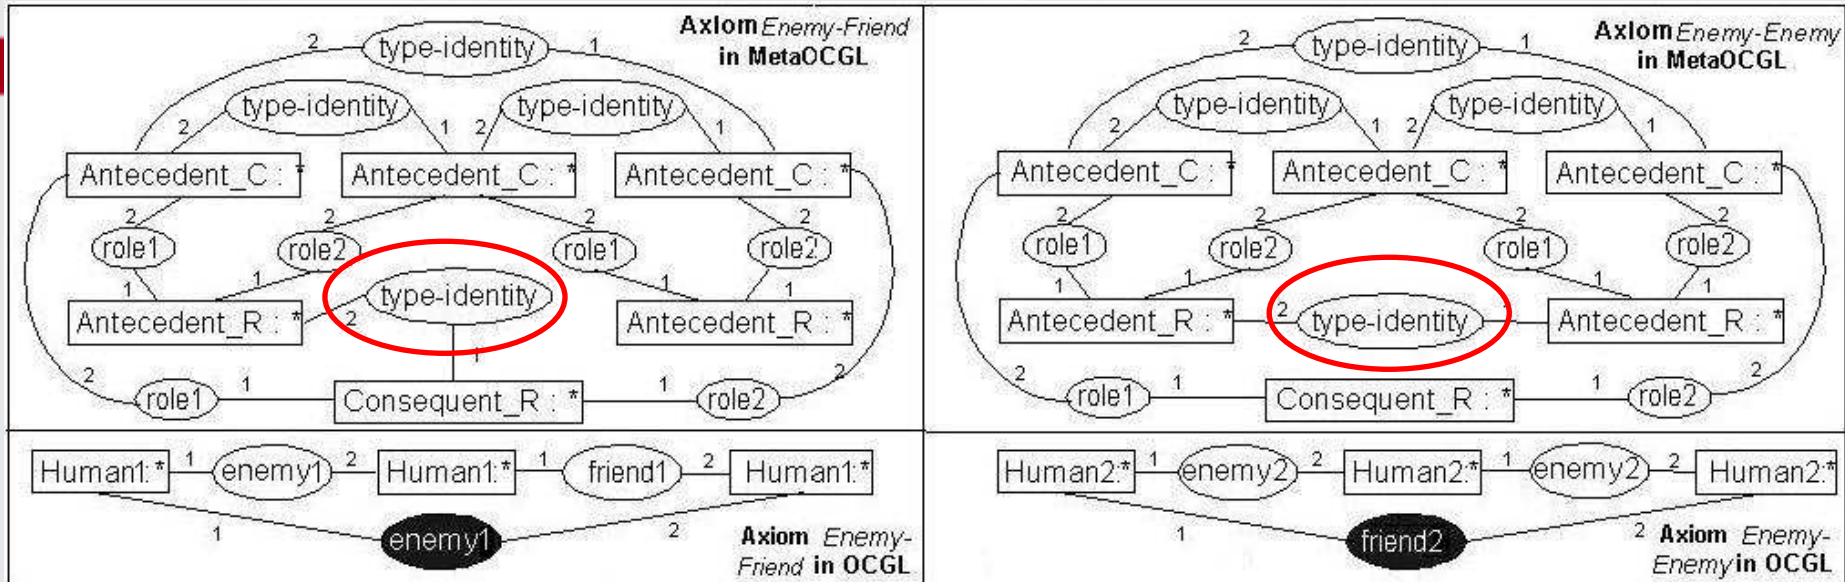 Axiom Enemy-Friend
in MetaOCGL
2 type-identity 1
type-identity type-identity
2 1 2 1
Antecedent_C : * Antecedent_C : * Antecedent_C : *
2 2 2 2
role1 role2 role1 role2
1 1 1 1
type-identity
Antecedent_R : * 2 Antecedent_R : *
1
2 role1 1 Consequent_R : * 1 role2 2
Human1:* 1 enemy1 2 Human1:* 1 friend1 2 Human1:*
1 enemy1 2
Axiom Enemy-
Friend in OCGL
Axiom Enemy-Enemy
in MetaOCGL
2 type-identity 1
type-identity type-identity
2 1 2 1
Antecedent_C : * Antecedent_C : * Antecedent_C : *
2 2 2 2
role1 role2 role1 role2
1 1 1 1
Antecedent_R : * 2 type-identity Antecedent_R : *
2 role1 1 Consequent_R : * 1 role2 2
Human2:* 1 enemy2 2 Human2:* 1 enemy2 2 Human2:*
1 friend2 2
Axiom Enemy-
Enemy in OCGL